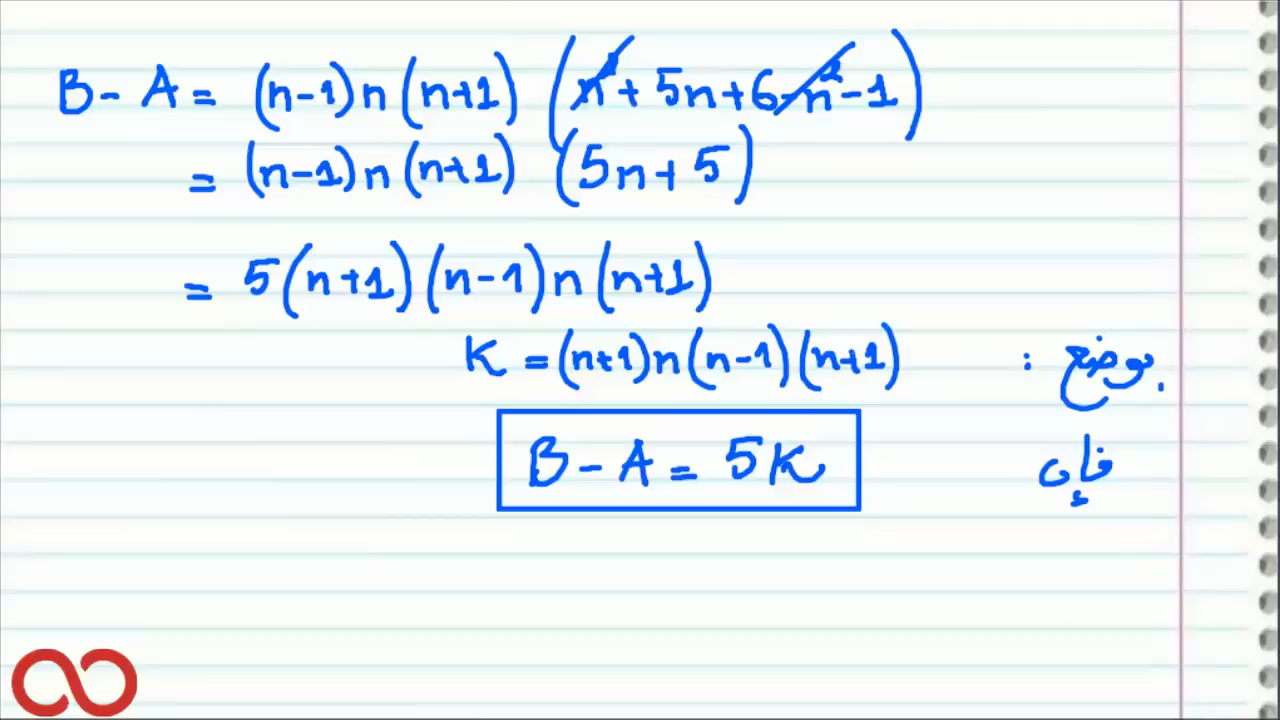 B - A = (n-1)n(n+1) (n² + 5n + 6 - n² - 1)
= (n-1)n(n+1) (5n + 5)
= 5(n+1)(n-1)n(n+1)
بوضع : K = (n+1)n(n-1)(n+1)
فإن B - A = 5K